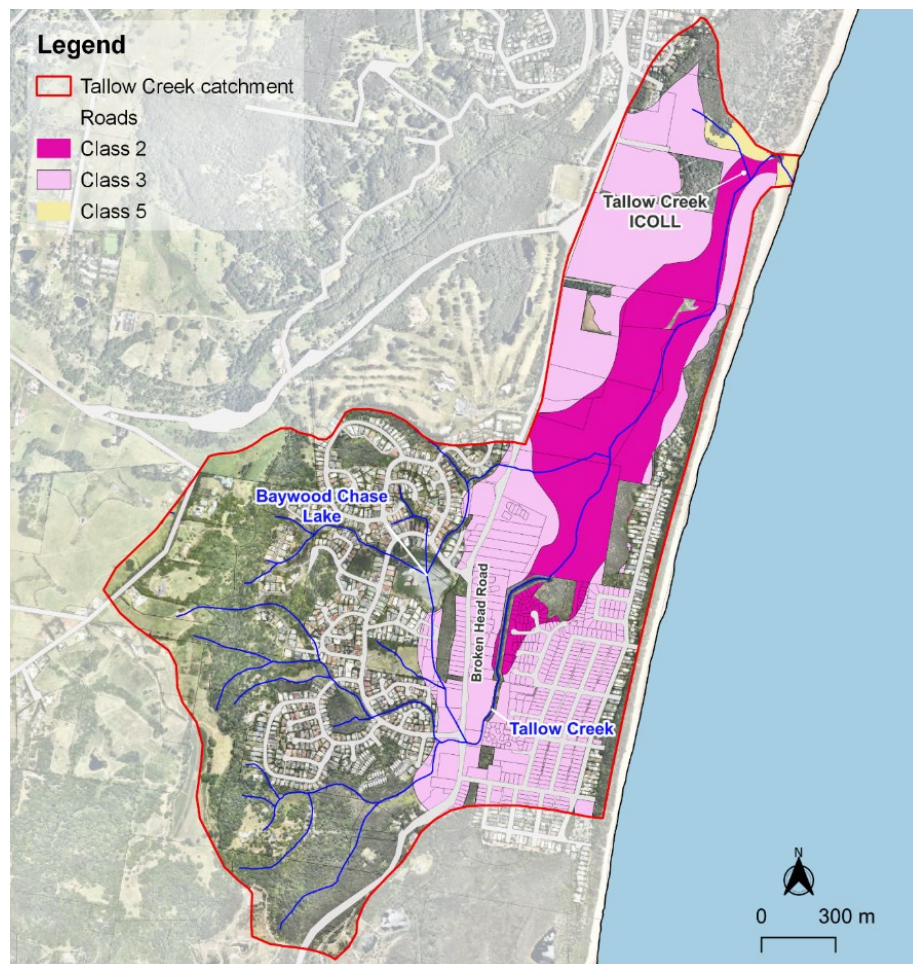 Legend
Tallow Creek catchment
Roads
Class 2
Class 3
Class 5
Tallow Creek
ICOLL
Baywood Chase
Lake
Broken Head Road
Tallow Creek
N
0 300 m